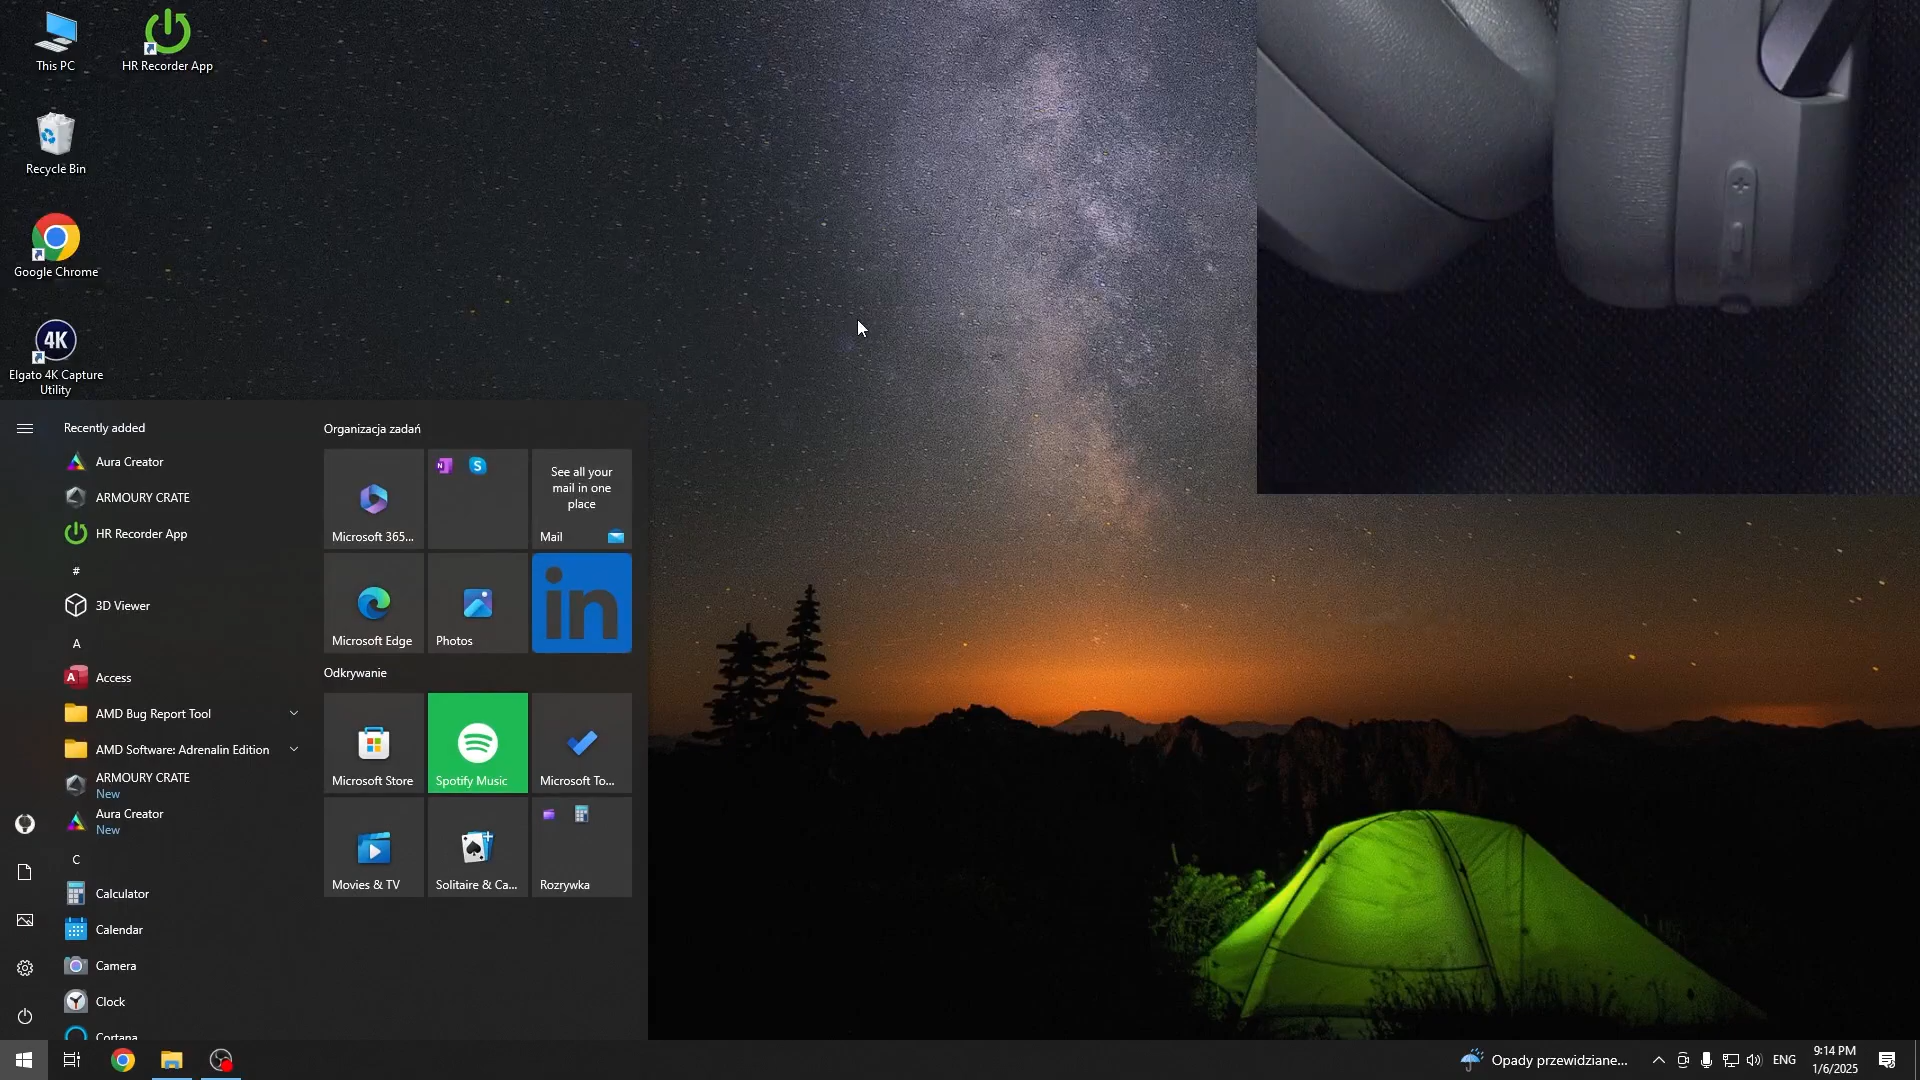 This PC
HR Recorder App
Recycle Bin
Google Chrome
4K
Elgato 4K Capture
Utility
Recently added
Aura Creator
ARMOURY CRATE
HR Recorder App
#
3D Viewer
A
Access
AMD Bug Report Tool
AMD Software: Adrenalin Edition
ARMOURY CRATE
New
Aura Creator
New
C
Calculator
Calendar
Camera
Clock
Cortana
Organizacja zadań
Microsoft 365...
N
S
See all your
mail in one
place
Mail
Microsoft Edge
Photos
in
Odkrywanie
Microsoft Store
Spotify Music
Microsoft To...
Movies & TV
Solitaire & Ca...
Rozrywka
Opady przewidziane...
ENG
9:14 PM
1/6/2025